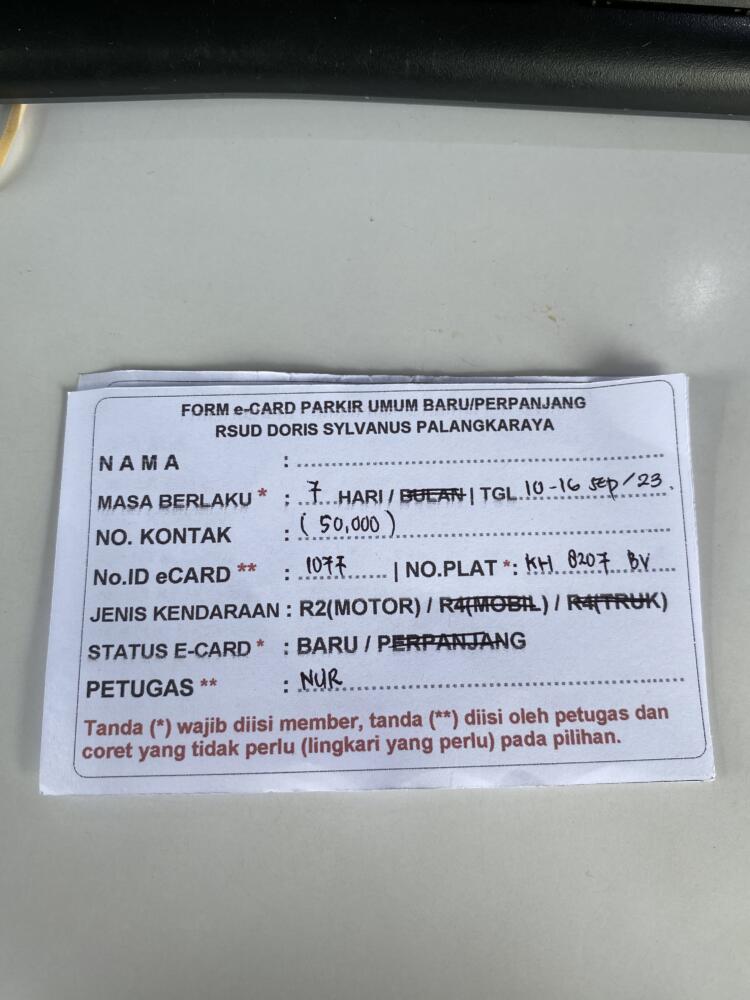 FORM e-CARD PARKIR UMUM BARU/PERPANJANG
RSUD DORIS SYLVANUS PALANGKARAYA
NAMA :
MASA BERLAKU * : 7 HARI / BULAN | TGL 10-16 SEP/23.
NO. KONTAK : (50,000)
No.ID eCARD ** : 1077 | NO.PLAT *: KH 8207 BV
JENIS KENDARAAN : R2(MOTOR) / R4(MOBIL) / R4(TRUK)
STATUS E-CARD * : BARU / PERPANJANG
PETUGAS ** : NUR
Tanda (*) wajib diisi member, tanda (**) diisi oleh petugas dan
coret yang tidak perlu (lingkari yang perlu) pada pilihan.